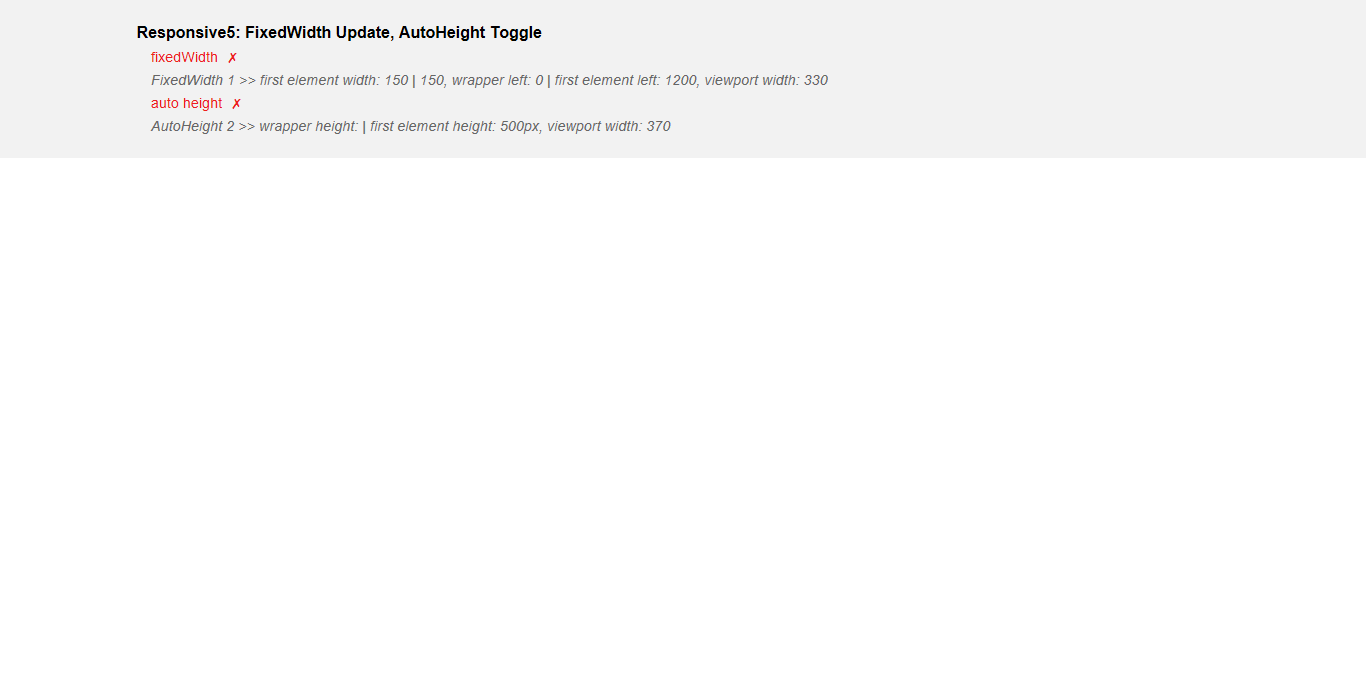 Responsive5: FixedWidth Update, AutoHeight Toggle
fixedWidth ✗
FixedWidth 1 >> first element width: 150 | 150, wrapper left: 0 | first element left: 1200, viewport width: 330
auto height ✗
AutoHeight 2 >> wrapper height: | first element height: 500px, viewport width: 370